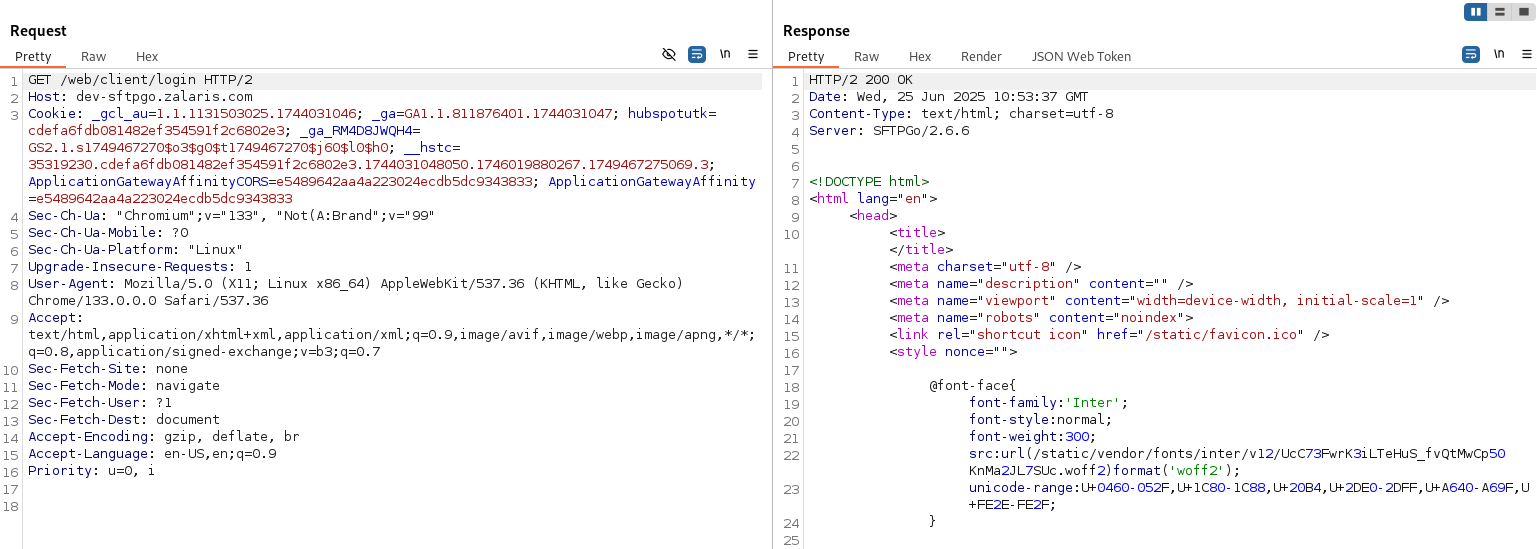 Request
Pretty Raw Hex
\n
1 GET /web/client/login HTTP/2
2 Host: dev-sftpgo.zalaris.com
3 Cookie: _gcl_au=1.1.1131503025.1744031046; _ga=GA1.1.811876401.1744031047; hubspotutk=
cdefa6fdb081482ef354591f2c6802e3; _ga_RM4D8JWQH4=
GS2.1.s1749467270$o3$g0$t1749467270$j60$l0$h0; __hstc=
35319230.cdefa6fdb081482ef354591f2c6802e3.1744031048050.1746019880267.1749467275069.3;
ApplicationGatewayAffinityCORS=e5489642aa4a223024ecdb5dc9343833; ApplicationGatewayAffinity
=e5489642aa4a223024ecdb5dc9343833
4 Sec-Ch-Ua: "Chromium";v="133", "Not(A:Brand";v="99"
5 Sec-Ch-Ua-Mobile: ?0
6 Sec-Ch-Ua-Platform: "Linux"
7 Upgrade-Insecure-Requests: 1
8 User-Agent: Mozilla/5.0 (X11; Linux x86_64) AppleWebKit/537.36 (KHTML, like Gecko)
Chrome/133.0.0.0 Safari/537.36
9 Accept:
text/html,application/xhtml+xml,application/xml;q=0.9,image/avif,image/webp,image/apng,*/*;
q=0.8,application/signed-exchange;v=b3;q=0.7
10 Sec-Fetch-Site: none
11 Sec-Fetch-Mode: navigate
12 Sec-Fetch-User: ?1
13 Sec-Fetch-Dest: document
14 Accept-Encoding: gzip, deflate, br
15 Accept-Language: en-US,en;q=0.9
16 Priority: u=0, i
17
18
Response
Pretty Raw Hex Render JSON Web Token
\n
1 HTTP/2 200 OK
2 Date: Wed, 25 Jun 2025 10:53:37 GMT
3 Content-Type: text/html; charset=utf-8
4 Server: SFTPGo/2.6.6
5
6
7 <!DOCTYPE html>
8 <html lang="en">
9 <head>
10 <title>
</title>
11 <meta charset="utf-8" />
12 <meta name="description" content="" />
13 <meta name="viewport" content="width=device-width, initial-scale=1" />
14 <meta name="robots" content="noindex">
15 <link rel="shortcut icon" href="/static/favicon.ico" />
16 <style nonce="">
17
18 @font-face{
19 font-family:'Inter';
20 font-style:normal;
21 font-weight:300;
22 src:url(/static/vendor/fonts/inter/v12/UcC73FwrK3iLTeHuS_fvQtMwCp50
KnMa2JL7SUc.woff2)format('woff2');
23 unicode-range:U+0460-052F,U+1C80-1C88,U+20B4,U+2DE0-2DFF,U+A640-A69F,U
+FE2E-FE2F;
24 }
25